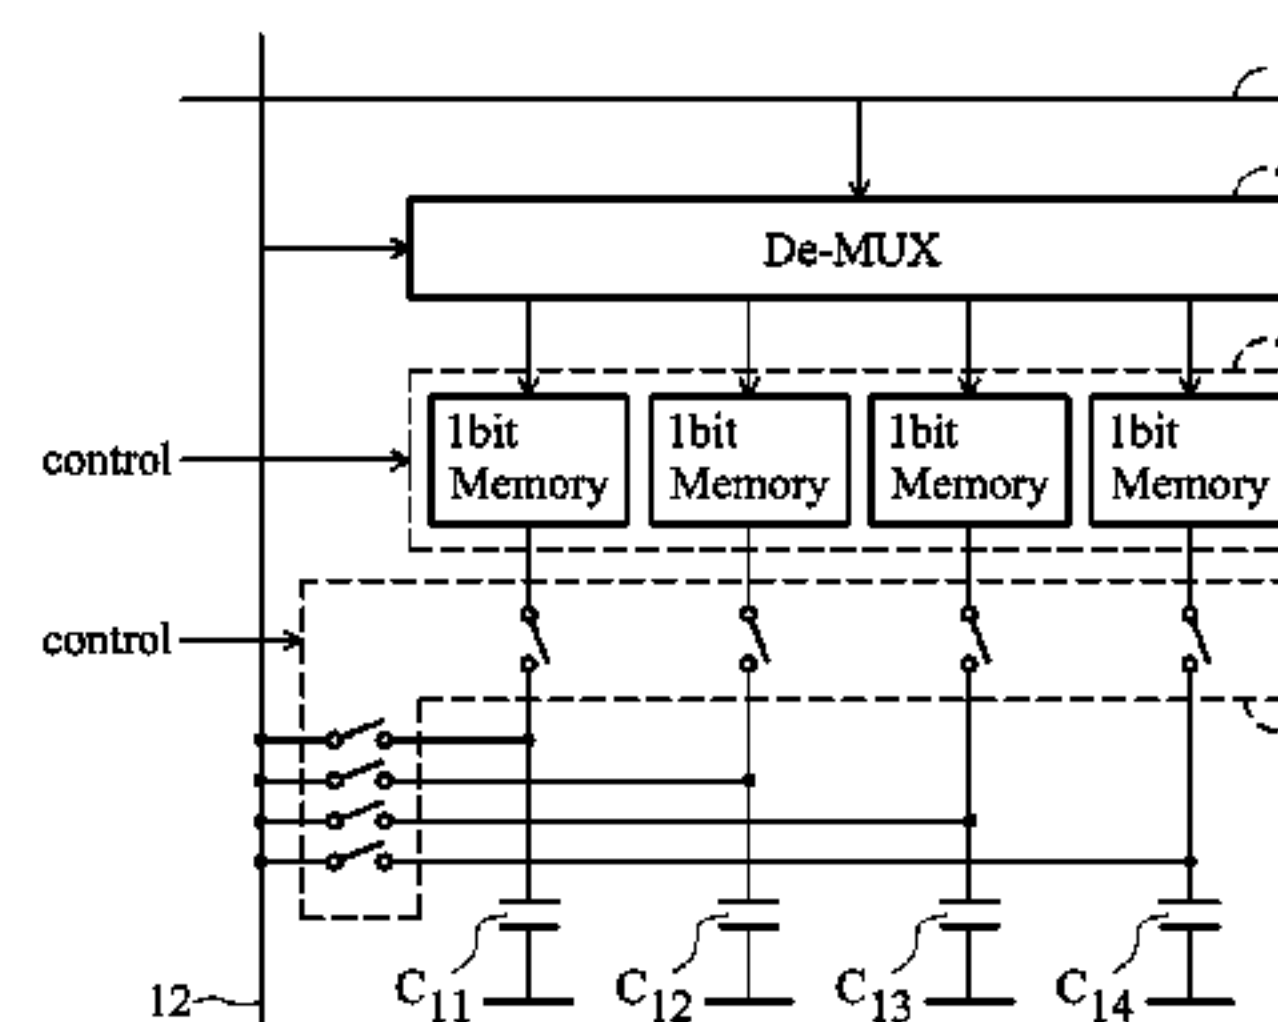 De-MUX
control
1bit
Memory
1bit
Memory
1bit
Memory
1bit
Memory
control
12
C11
C12
C13
C14